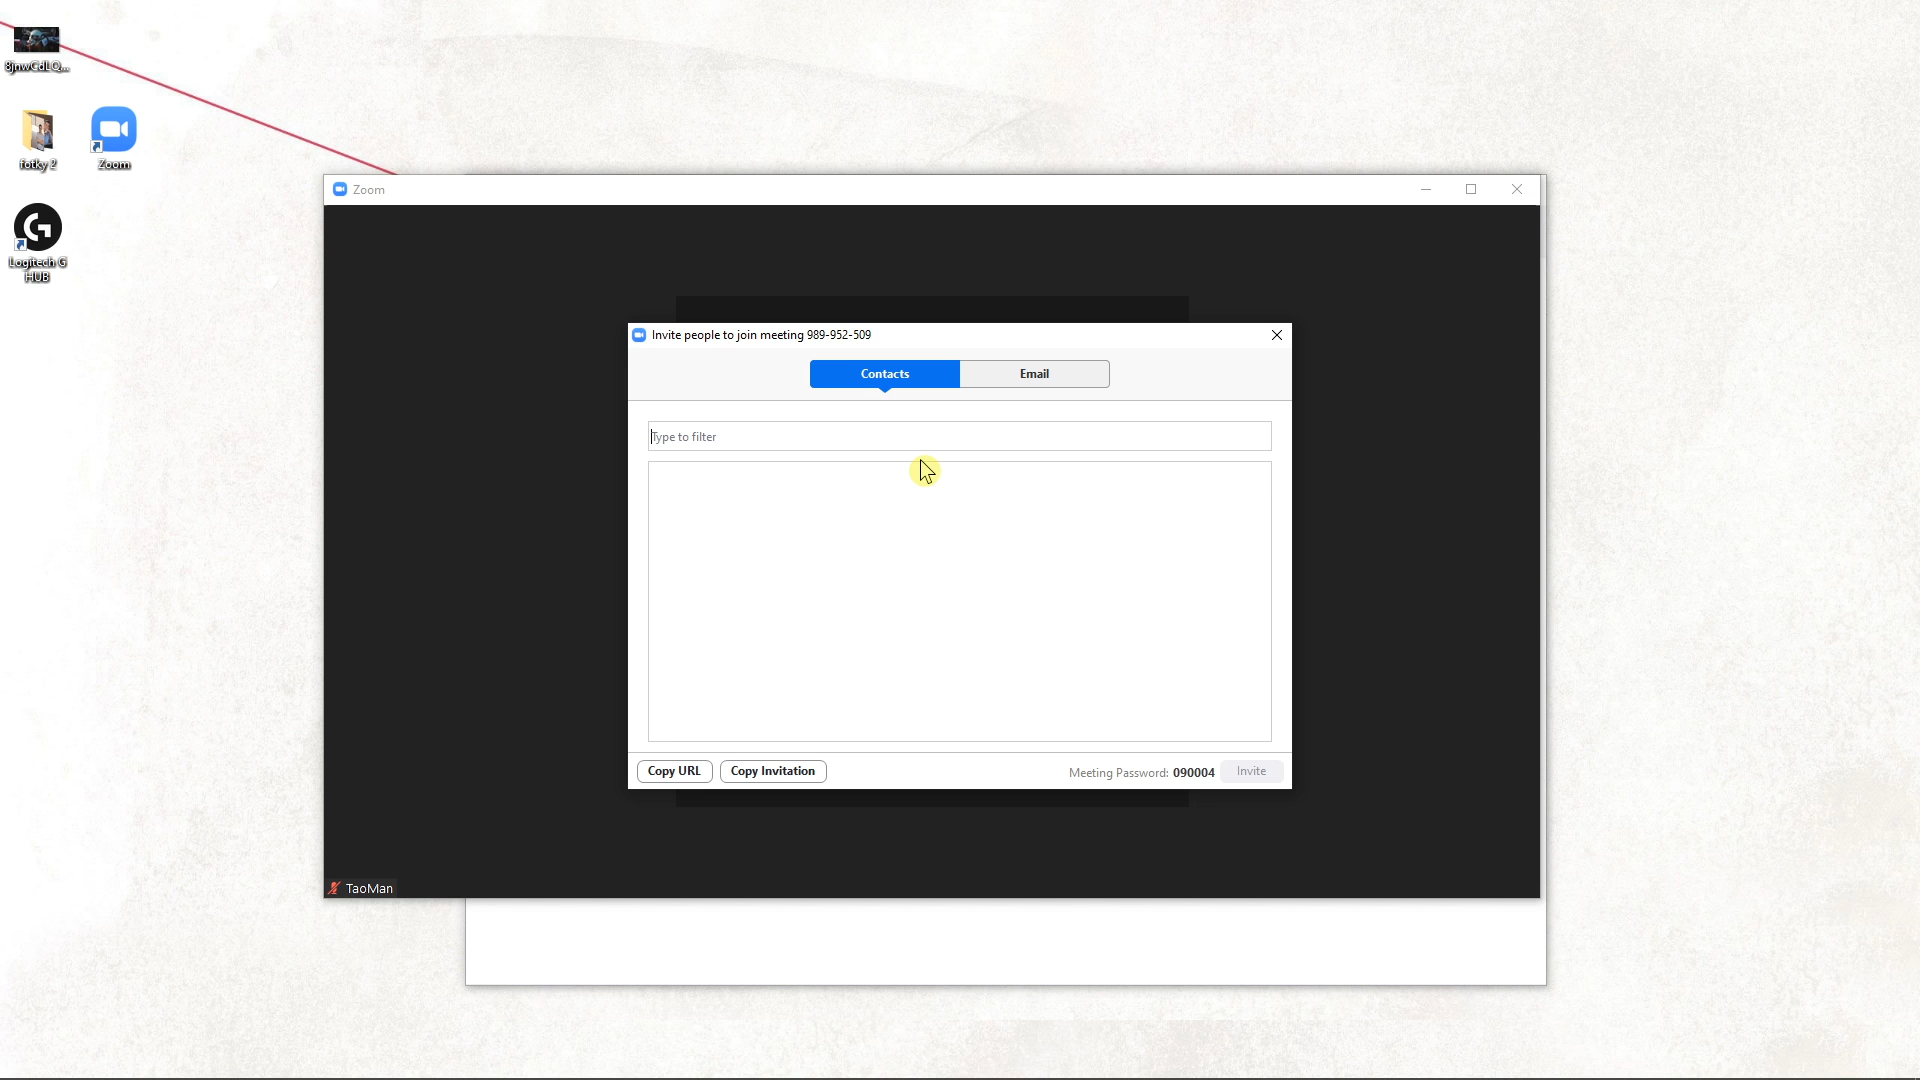 8jnwCdLQ...
fotky 2
Zoom
Logitech G
HUB
Zoom
Invite people to join meeting 989-952-509
Contacts
Email
Type to filter
Copy URL
Copy Invitation
Meeting Password: 090004
Invite
TaoMan